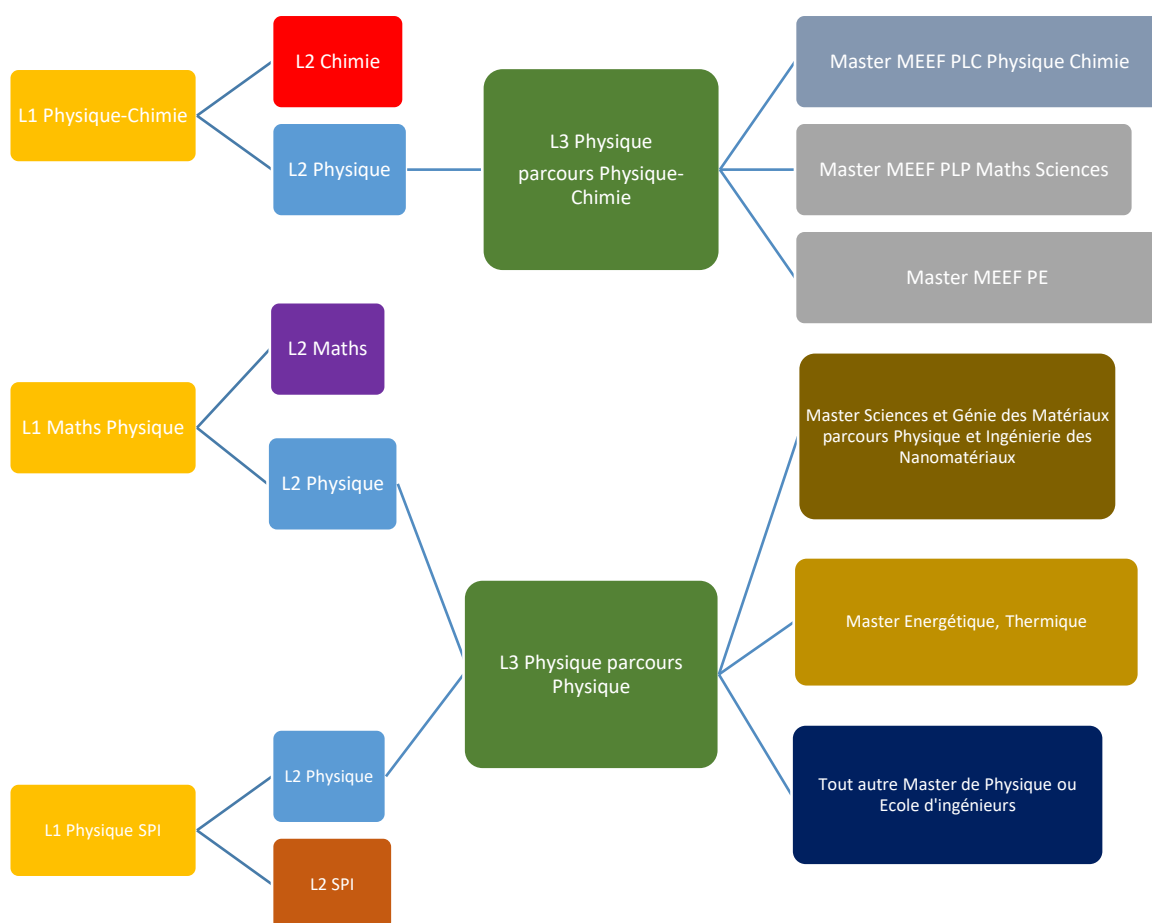 L1 Physique-Chimie
L2 Chimie
L2 Physique
L3 Physique
parcours Physique-
Chimie
Master MEEF PLC Physique Chimie
Master MEEF PLP Maths Sciences
Master MEEF PE
L1 Maths Physique
L2 Maths
L2 Physique
L1 Physique SPI
L2 Physique
L2 SPI
L3 Physique parcours
Physique
Master Sciences et Génie des Matériaux
parcours Physique et Ingénierie des
Nanomatériaux
Master Energétique, Thermique
Tout autre Master de Physique ou
Ecole d'ingénieurs